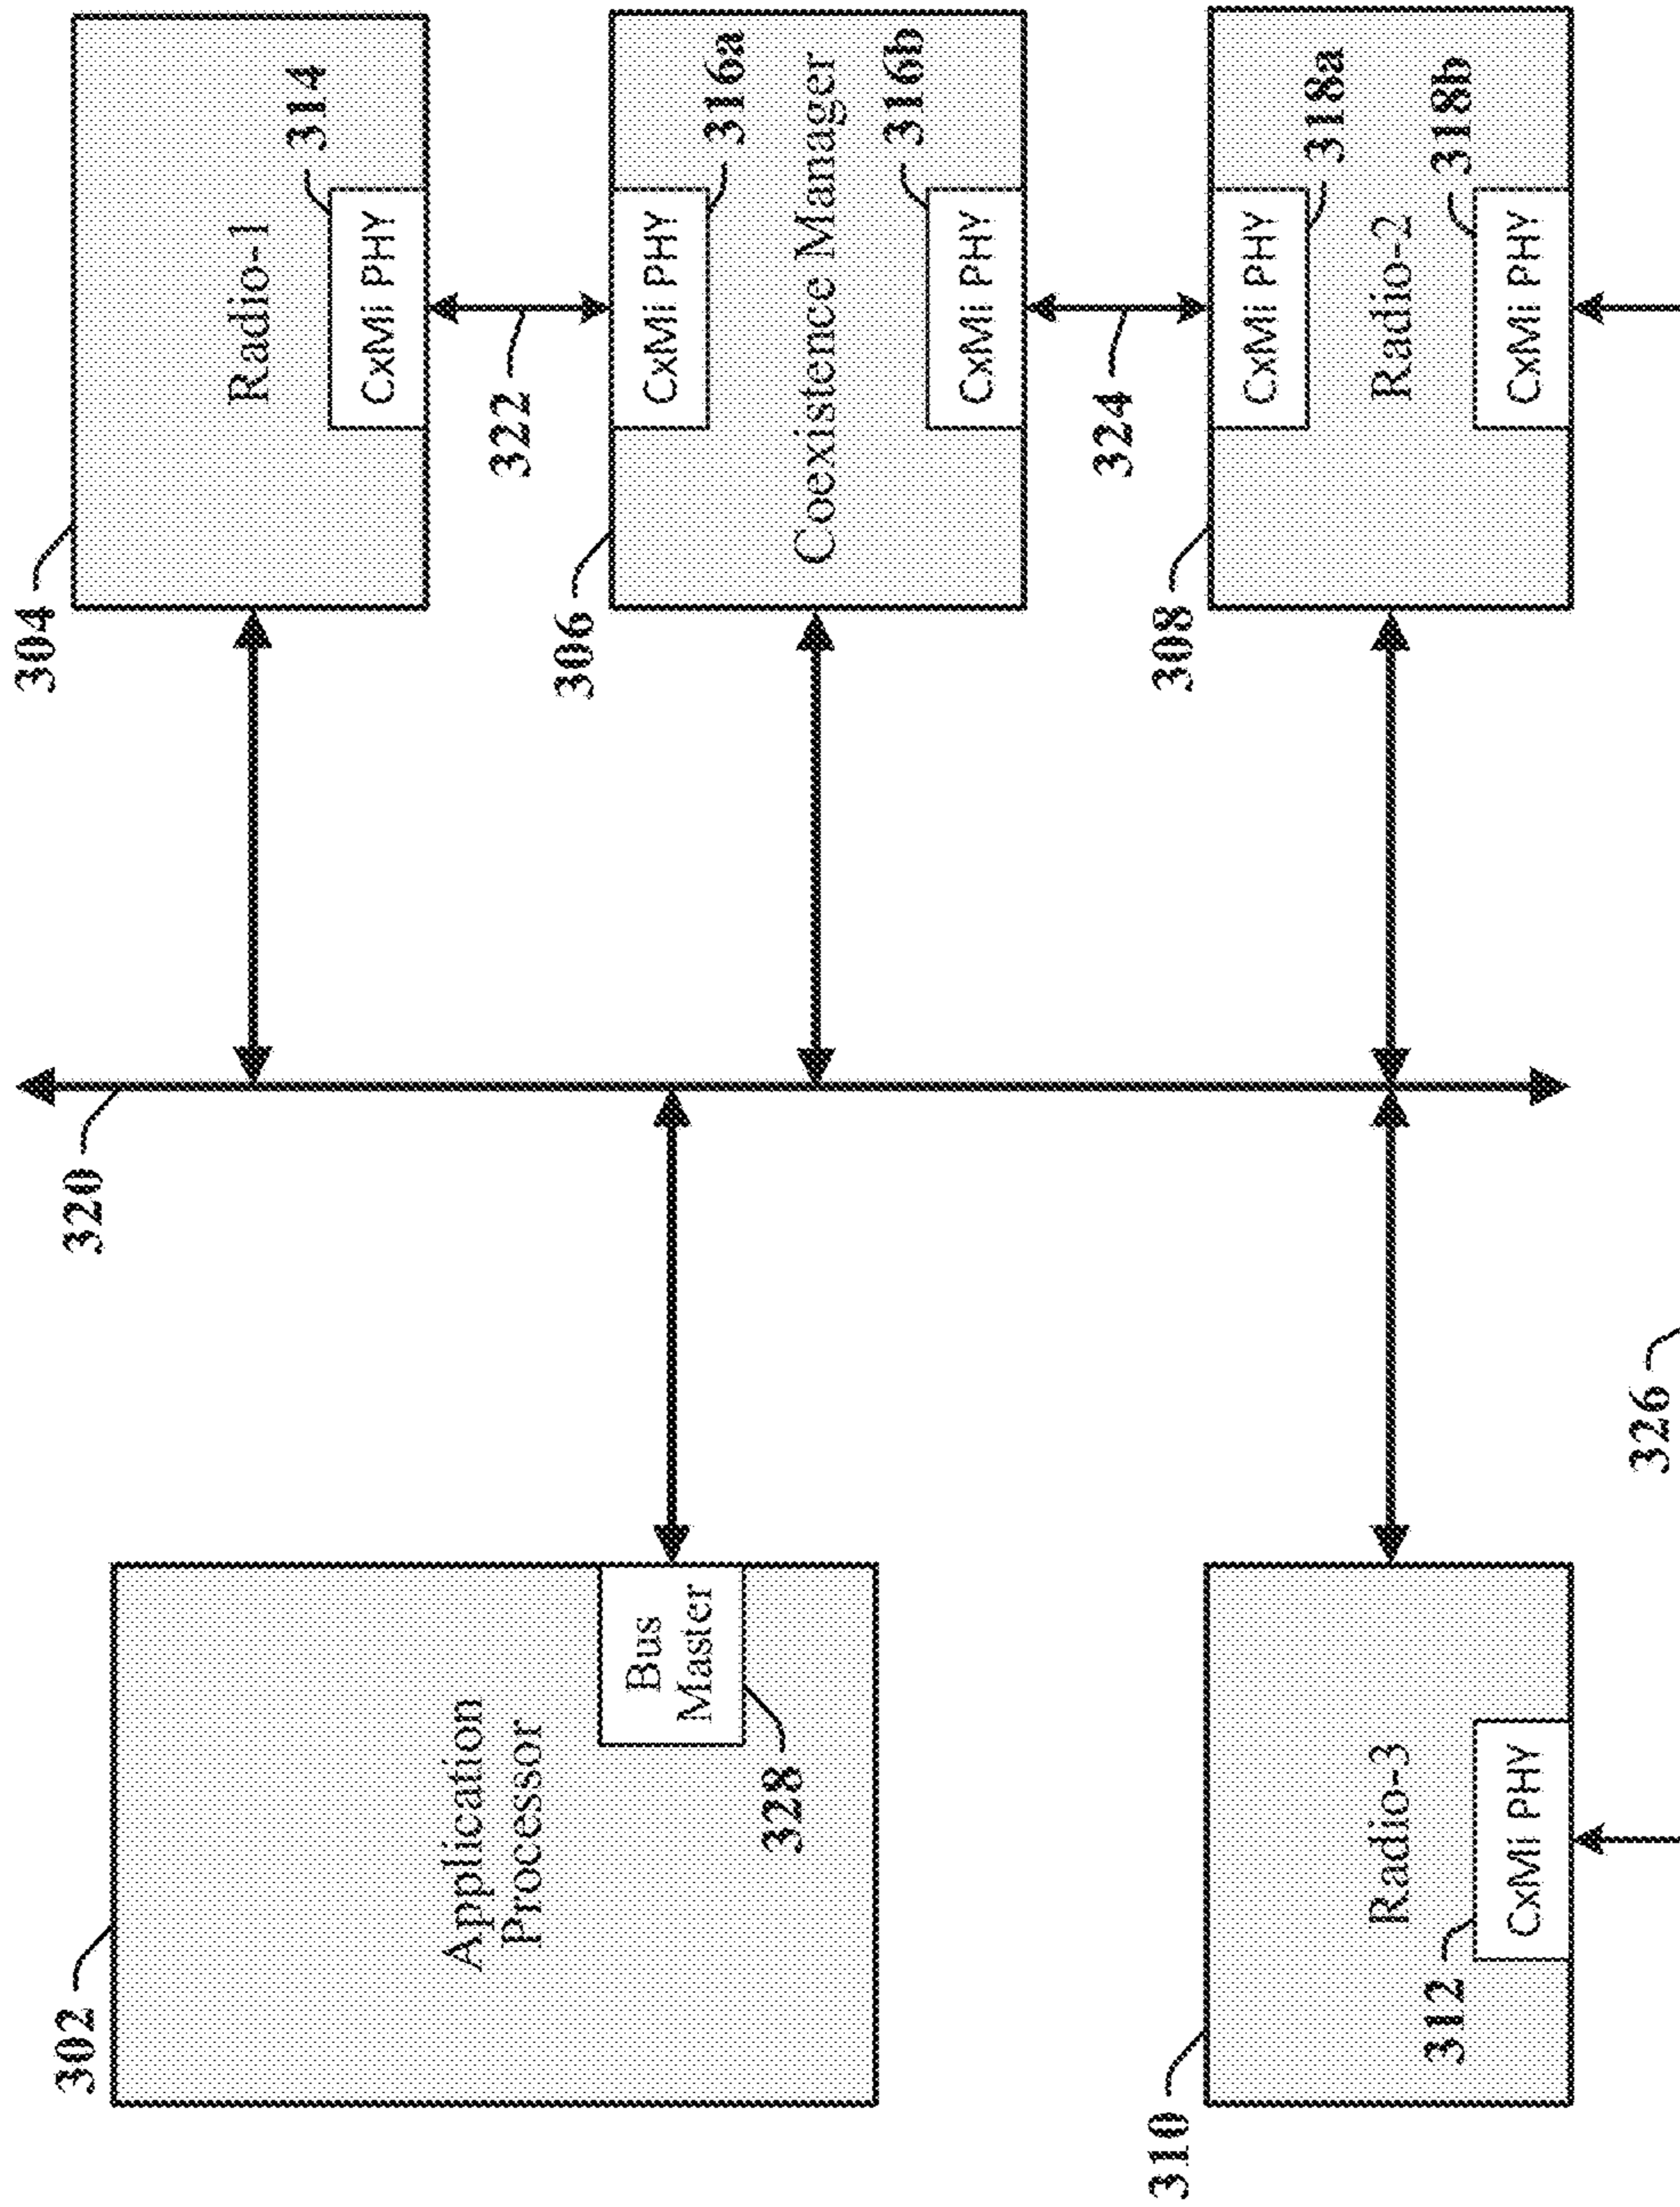 302
Application
Processor
Bus
Master
328
320
304
Radio-1
314
CxMi PHY
322
306
CxMi PHY
316a
Coexistence Manager
316b
CxMi PHY
324
310
Radio-3
312
CxMi PHY
308
CxMi PHY
318a
Radio-2
318b
CxMi PHY
326